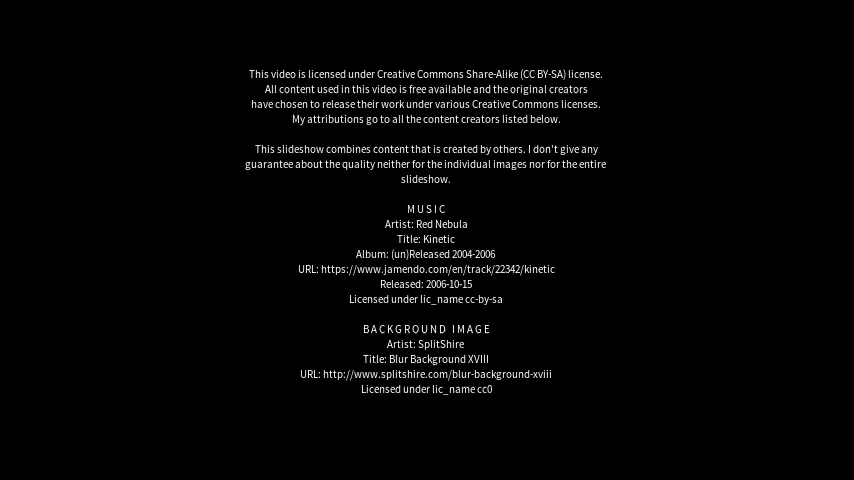 This video is licensed under Creative Commons Share-Alike (CC BY-SA) license.
All content used in this video is free available and the original creators
have chosen to release their work under various Creative Commons licenses.
My attributions go to all the content creators listed below.
This slideshow combines content that is created by others. I don't give any
guarantee about the quality neither for the individual images nor for the entire
slideshow.
MUSIC
Artist: Red Nebula
Title: Kinetic
Album: (un)Released 2004-2006
URL: https://www.jamendo.com/en/track/22342/kinetic
Released: 2006-10-15
Licensed under lic_name cc-by-sa
BACKGROUND IMAGE
Artist: SplitShire
Title: Blur Background XVIII
URL: http://www.splitshire.com/blur-background-xviii
Licensed under lic_name cc0